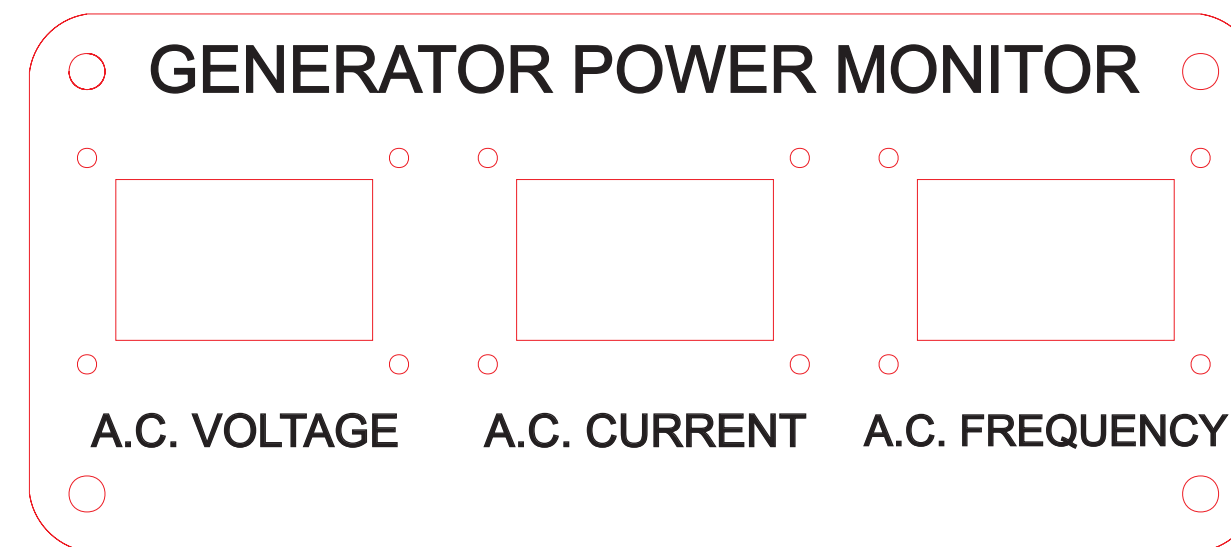 GENERATOR POWER MONITOR
A.C. VOLTAGE A.C. CURRENT A.C. FREQUENCY